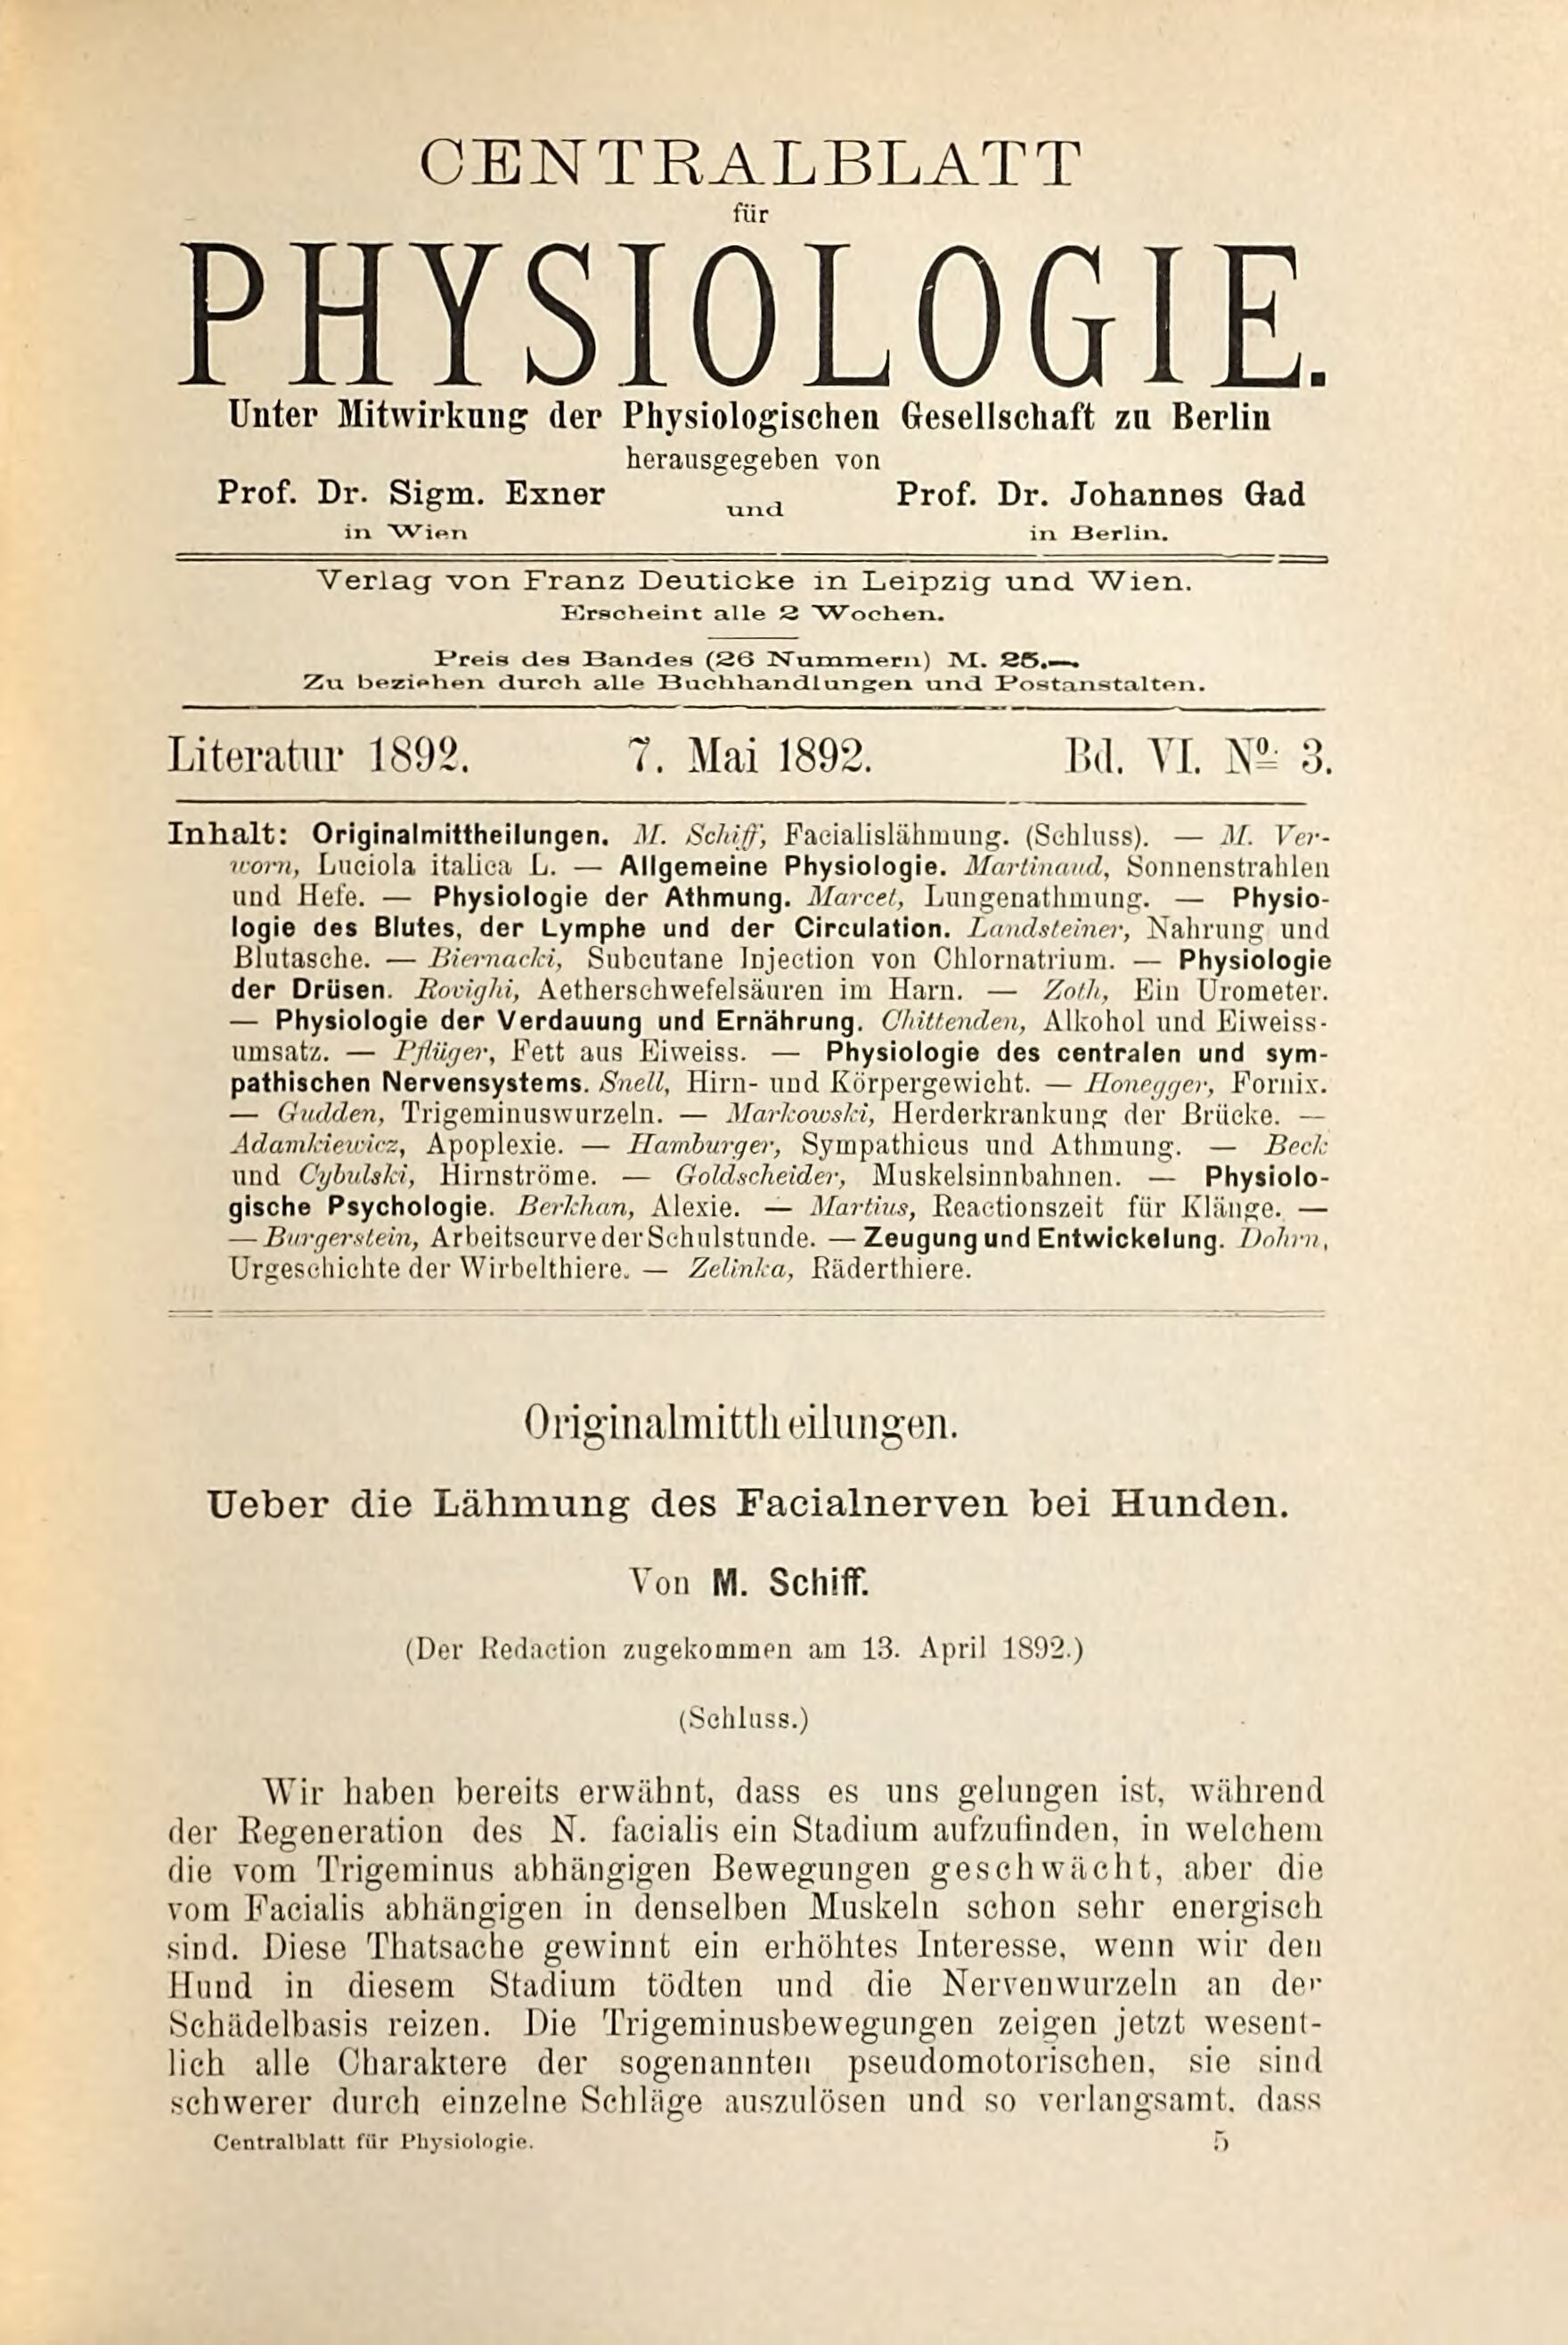 CENTRALBLATT
für
PHYSIOLOGIE.
Unter Mitwirkung der Physiologischen Gesellschaft zu Berlin
herausgegeben von
Prof. Dr. Sigm. Exner und Prof. Dr. Johannes Gad
in Wien in Berlin.
Verlag von Franz Deuticke in Leipzig und Wien.
Erscheint alle 2 Wochen.
Preis des Bandes (26 Nummern) M. 25.—.
Zu beziehen durch alle Buchhandlungen und Postanstalten.
Literatur 1892. 7. Mai 1892. Bd. VI. Nº. 3.
Inhalt: Originalmittheilungen. M. Schiff, Facialislähmung. (Schluss). — M. Ver-
worn, Luciola italica L. — Allgemeine Physiologie. Martinaud, Sonnenstrahlen
und Hefe. — Physiologie der Athmung. Marcet, Lungenathmung. — Physio-
logie des Blutes, der Lymphe und der Circulation. Landsteiner, Nahrung und
Blutasche. — Biernacki, Subcutane Injection von Chlornatrium. — Physiologie
der Drüsen. Rovighi, Aetherschwefelsäuren im Harn. — Zoth, Ein Urometer.
— Physiologie der Verdauung und Ernährung. Chittenden, Alkohol und Eiweiss-
umsatz. — Pflüger, Fett aus Eiweiss. — Physiologie des centralen und sym-
pathischen Nervensystems. Snell, Hirn- und Körpergewicht. — Honegger, Fornix.
— Gudden, Trigeminuswurzeln. — Markowski, Herderkrankung der Brücke. —
Adamkiewicz, Apoplexie. — Hamburger, Sympathicus und Athmung. — Beck
und Cybulski, Hirnströme. — Goldscheider, Muskelsinnbahnen. — Physiolo-
gische Psychologie. Berkhan, Alexie. — Martius, Reactionszeit für Klänge. —
— Burgerstein, Arbeitscurve der Schulstunde. — Zeugung und Entwickelung. Dohrn,
Urgeschichte der Wirbelthiere. — Zelinka, Räderthiere.
Originalmittheilungen.
Ueber die Lähmung des Facialnerven bei Hunden.
Von M. Schiff.
(Der Redaction zugekommen am 13. April 1892.)
(Schluss.)
Wir haben bereits erwähnt, dass es uns gelungen ist, während
der Regeneration des N. facialis ein Stadium aufzufinden, in welchem
die vom Trigeminus abhängigen Bewegungen geschwächt, aber die
vom Facialis abhängigen in denselben Muskeln schon sehr energisch
sind. Diese Thatsache gewinnt ein erhöhtes Interesse, wenn wir den
Hund in diesem Stadium tödten und die Nervenwurzeln an der
Schädelbasis reizen. Die Trigeminusbewegungen zeigen jetzt wesent-
lich alle Charaktere der sogenannten pseudomotorischen, sie sind
schwerer durch einzelne Schläge auszulösen und so verlangsamt, dass
Centralblatt für Physiologie. 5